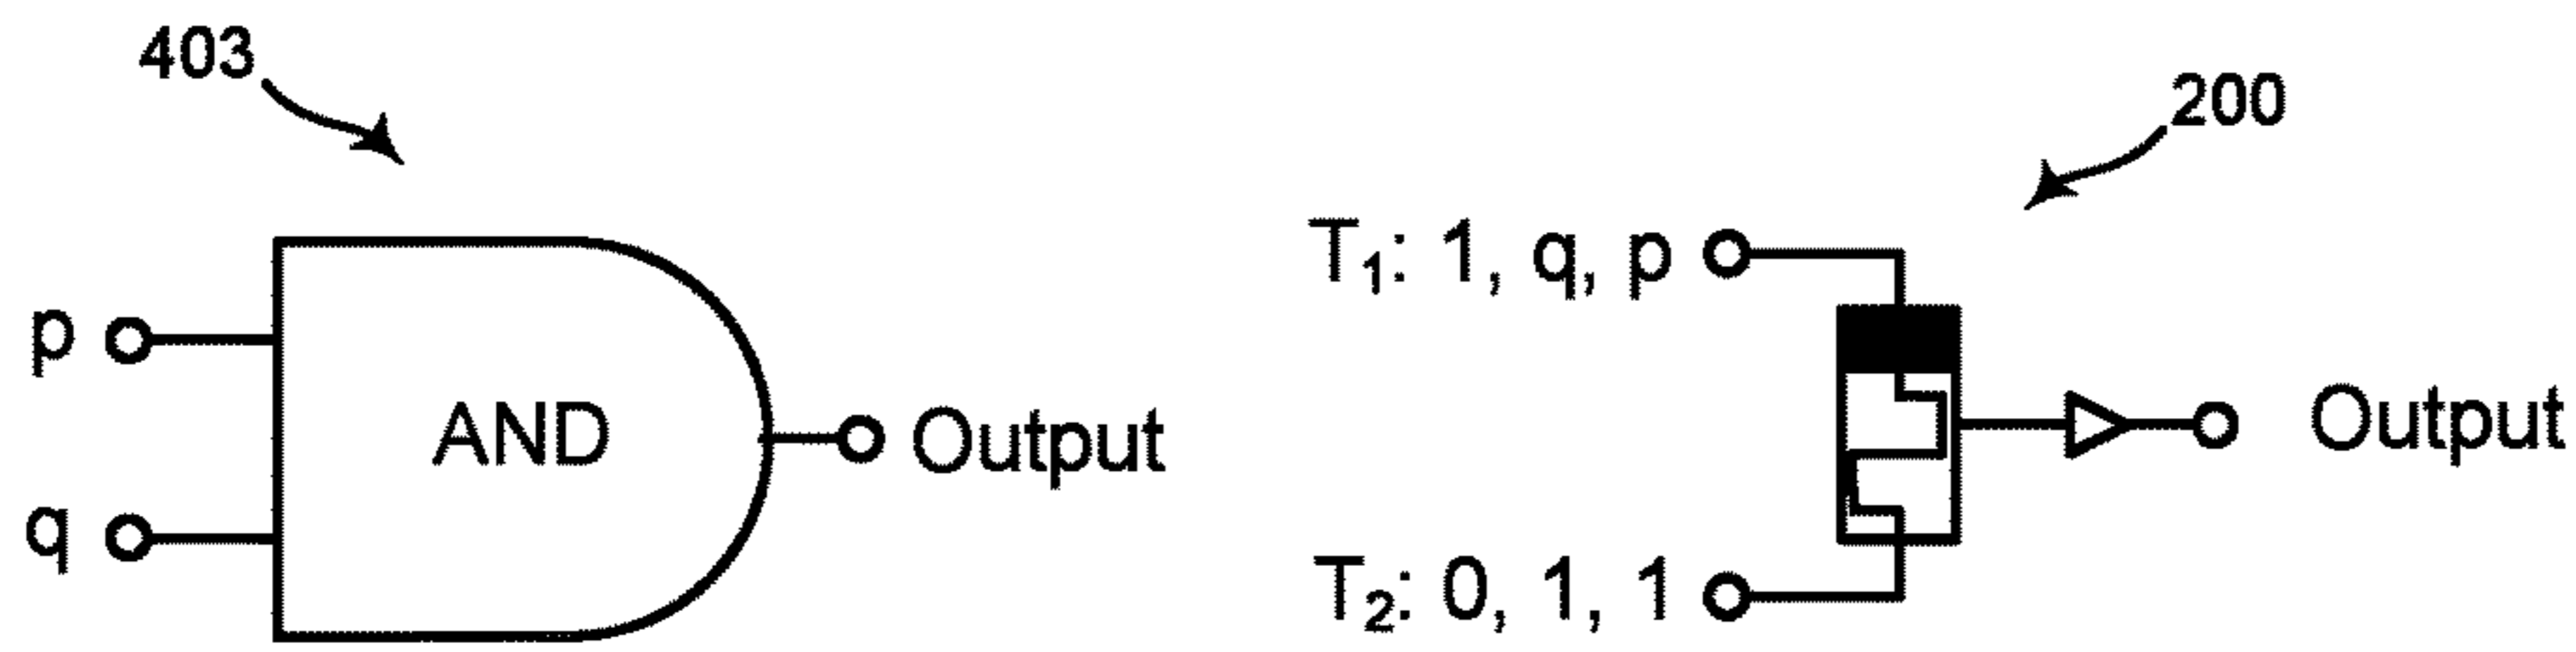 403
p
q
AND
Output
200
T₁: 1, q, p
T₂: 0, 1, 1
Output